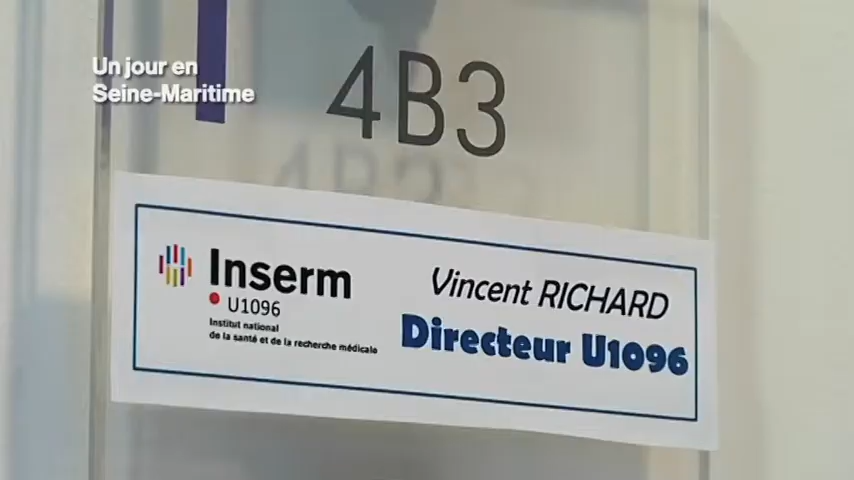 Un jour en
Seine-Maritime
4B3
Inserm
U1096
Institut national
de la santé et de la recherche médicale
Vincent RICHARD
Directeur U1096